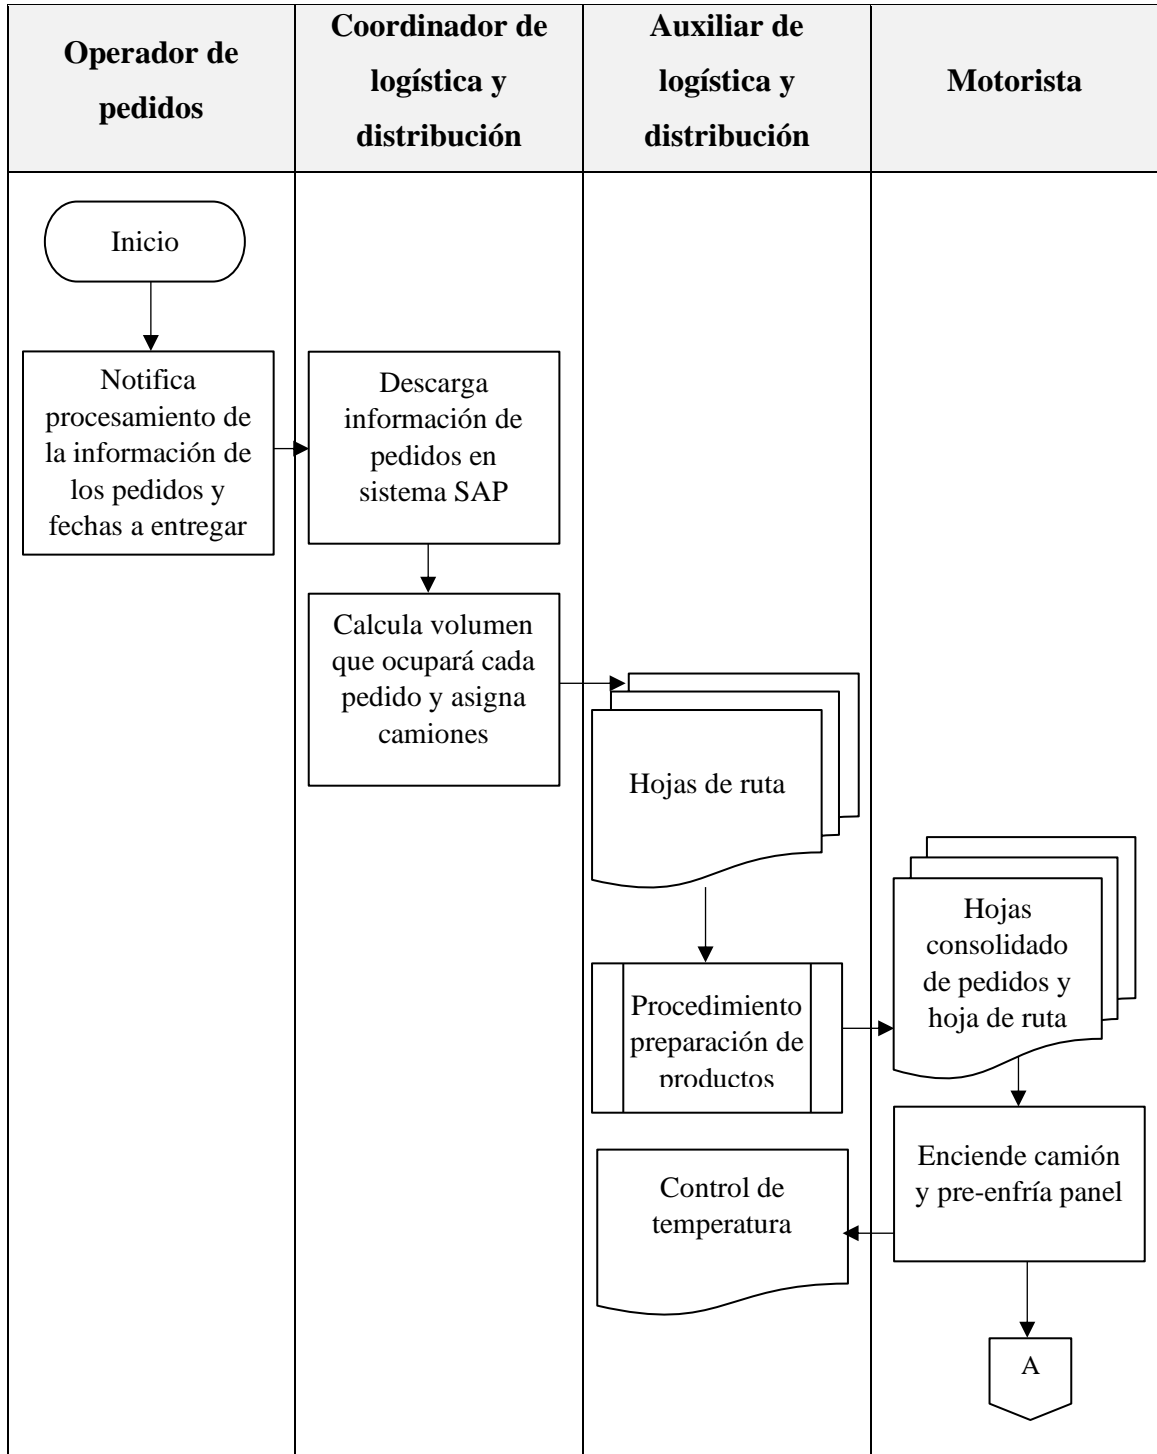 Operador de
pedidos
Coordinador de
logística y
distribución
Auxiliar de
logística y
distribución
Motorista
Inicio
Notifica
procesamiento de
la información de
los pedidos y
fechas a entregar
Descarga
información de
pedidos en
sistema SAP
Calcula volumen
que ocupará cada
pedido y asigna
camiones
Hojas de ruta
Procedimiento
preparación de
productos
Hojas
consolidado
de pedidos y
hoja de ruta
Enciende camión
y pre-enfría panel
Control de
temperatura
A